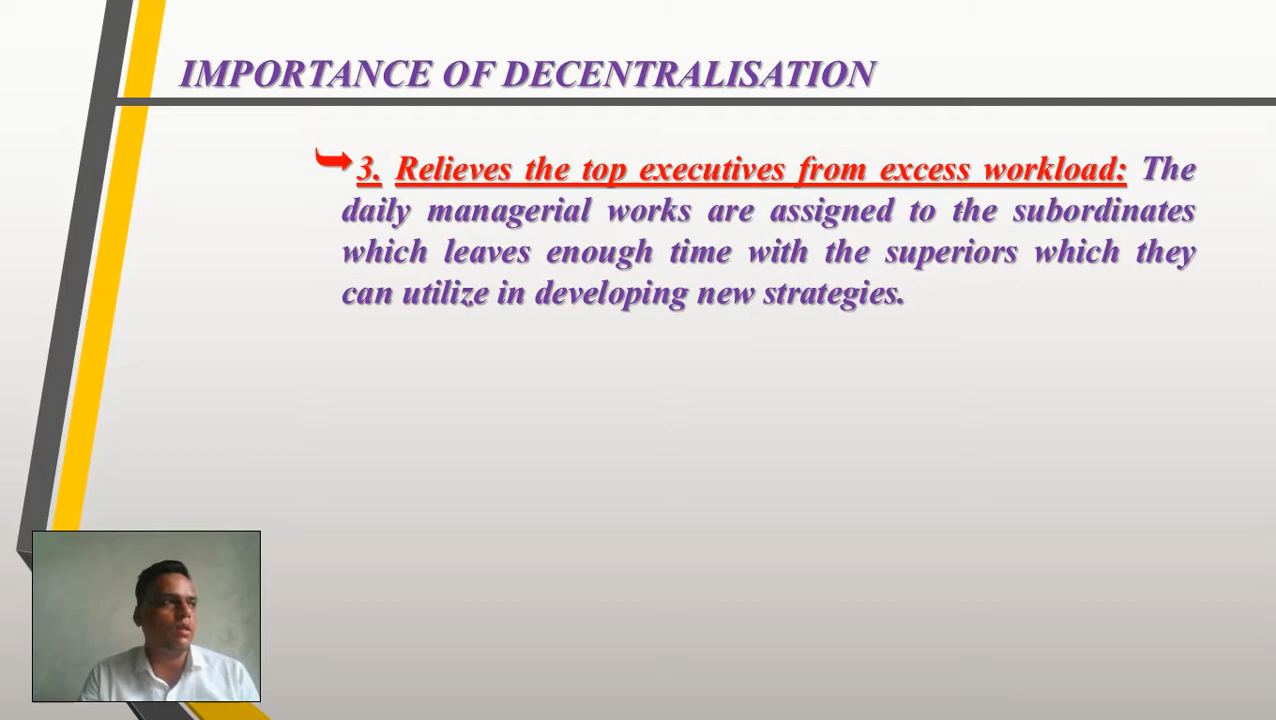 IMPORTANCE OF DECENTRALISATION
3. Relieves the top executives from excess workload: The
daily managerial works are assigned to the subordinates
which leaves enough time with the superiors which they
can utilize in developing new strategies.